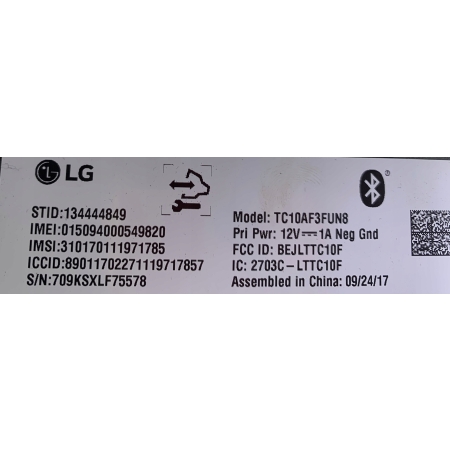 LG
STID:134444849
IMEI:015094000549820
IMSI:310170111971785
ICCID:89011702271119717857
S/N:709KSXLF75578
Model: TC10AF3FUN8
Pri Pwr: 12V⎓1A Neg Gnd
FCC ID: BEJLTTC10F
IC: 2703C-LTTC10F
Assembled in China: 09/24/17